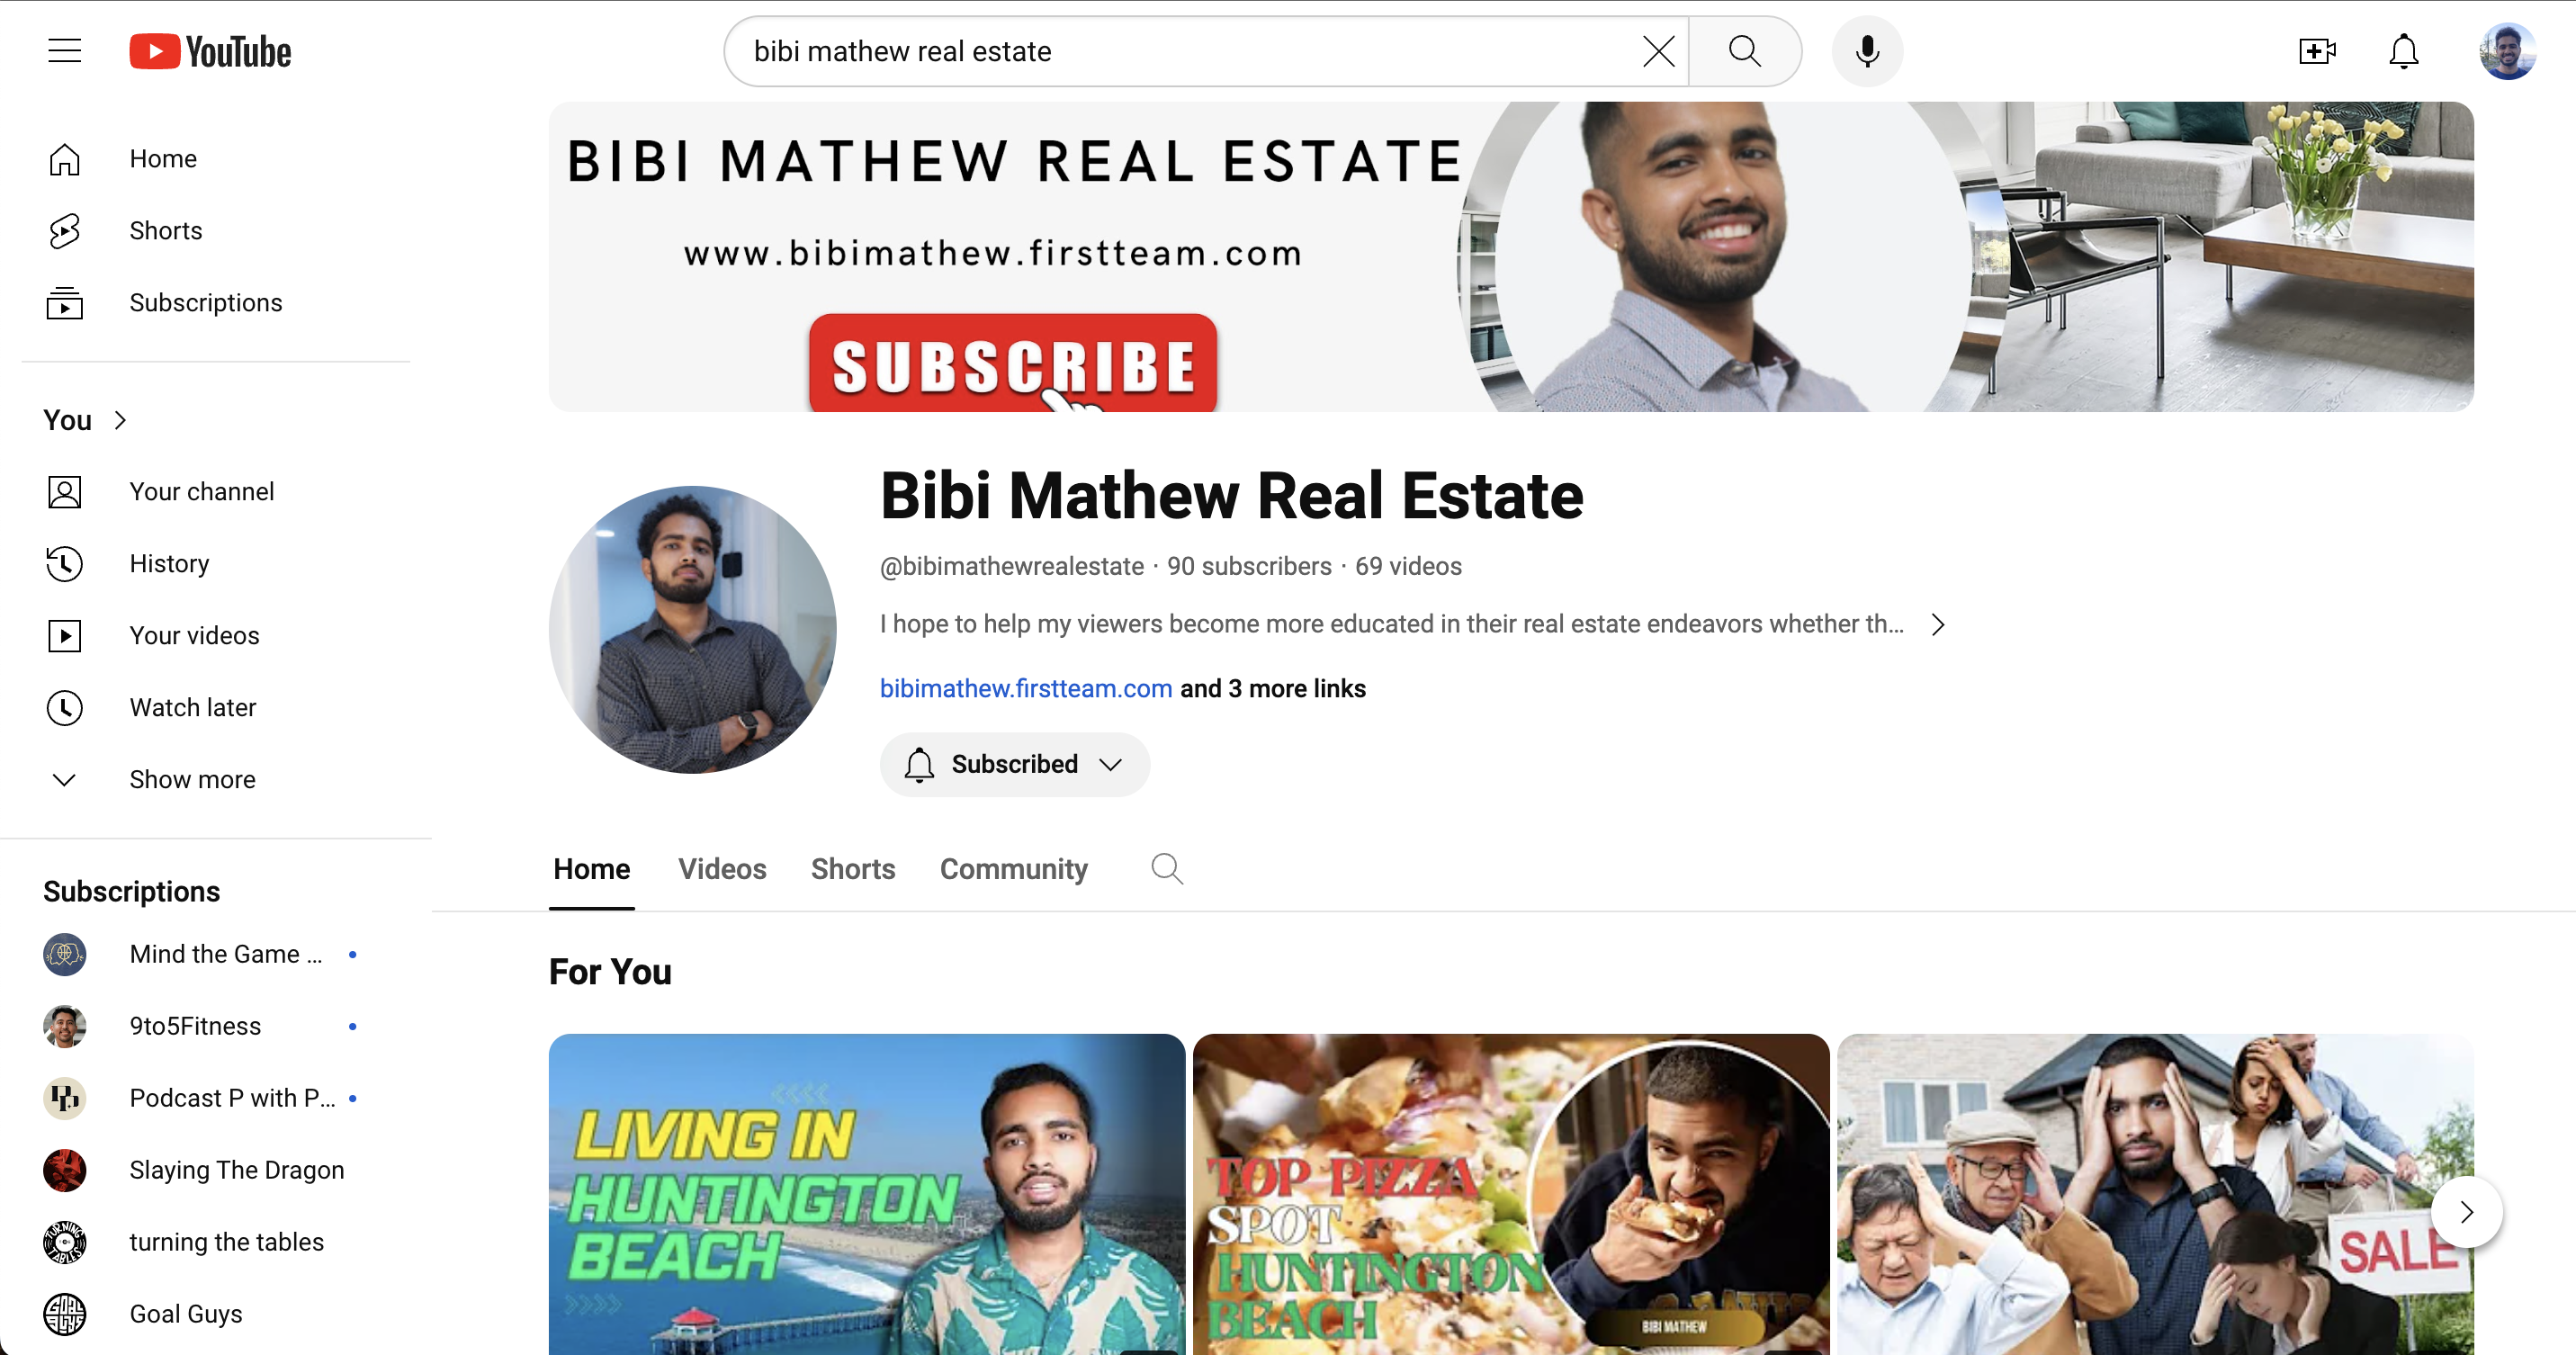 YouTube
bibi mathew real estate
Home
Shorts
Subscriptions
You
Your channel
History
Your videos
Watch later
Show more
Subscriptions
Mind the Game ...
9to5Fitness
Podcast P with P...
Slaying The Dragon
turning the tables
Goal Guys
BIBI MATHEW REAL ESTATE
www.bibimathew.firstteam.com
SUBSCRIBE
Bibi Mathew Real Estate
@bibimathewrealestate · 90 subscribers · 69 videos
I hope to help my viewers become more educated in their real estate endeavors whether th...
bibimathew.firstteam.com and 3 more links
Subscribed
Home Videos Shorts Community
For You
LIVING IN
HUNTINGTON
BEACH
TOP PIZZA
SPOT
HUNTINGTON
BEACH
BIBI MATHEW
SALE